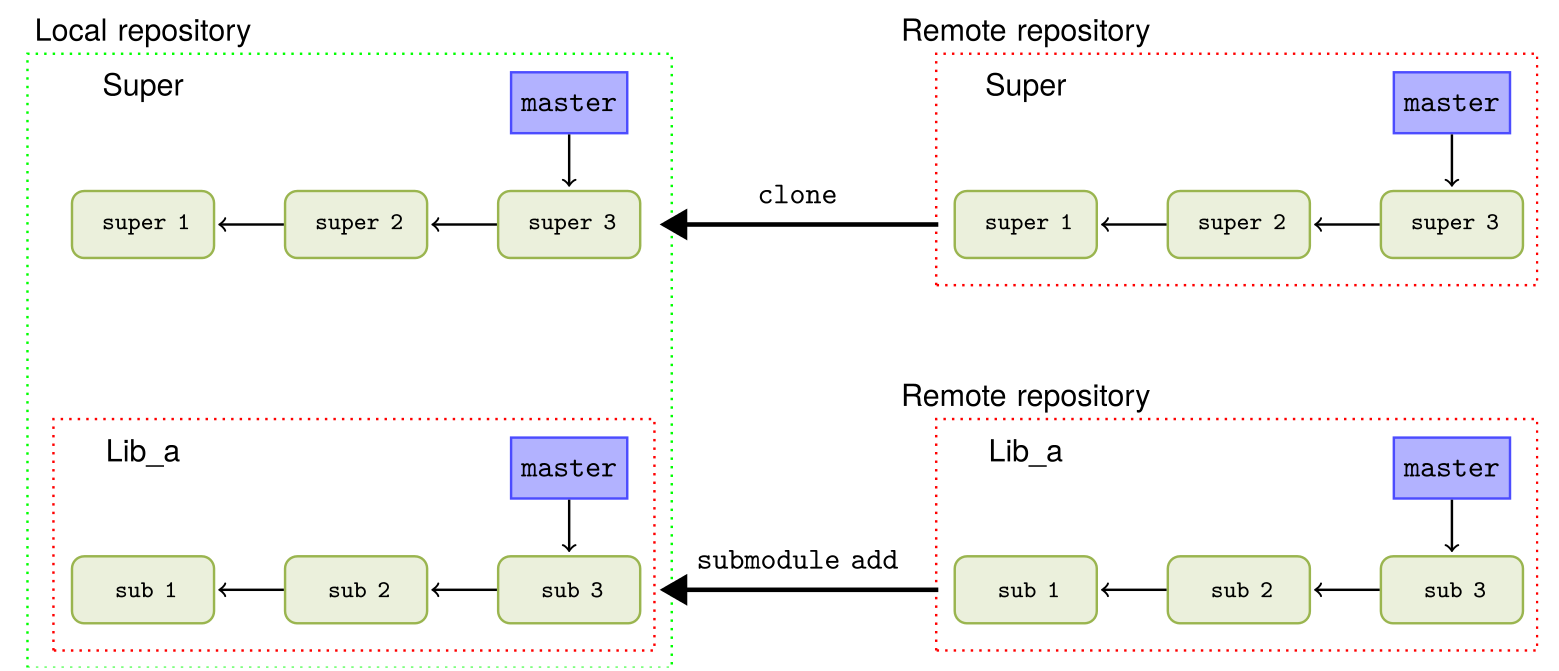 Local repository
Remote repository
Super
master
Super
master
super 1
super 2
super 3
clone
super 1
super 2
super 3
Remote repository
Lib_a
master
Lib_a
master
sub 1
sub 2
sub 3
submodule add
sub 1
sub 2
sub 3